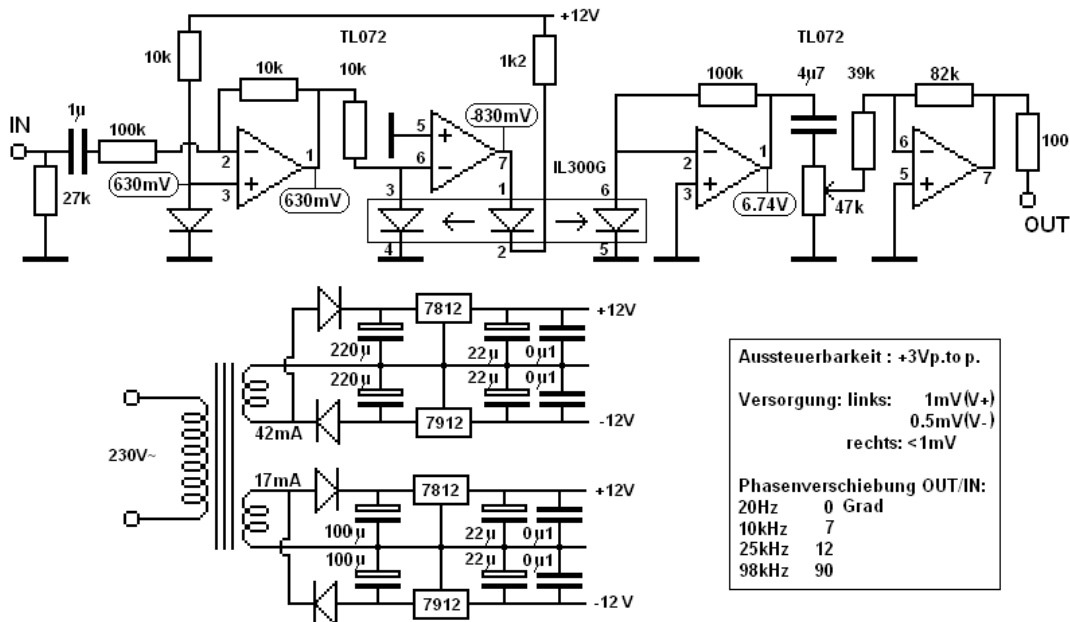 +12V
TL072
TL072
10k
10k
10k
1k2
100k
4µ7
39k
82k
IN
1µ
100k
-830mV
5
6
7
2
3
1
1
2
3
1
6
5
7
100
630mV
630mV
IL300G
27k
3
1
6
6.74V
47k
OUT
4
2
5
7812
+12V
220µ
22µ
0µ1
220µ
22µ
0µ1
7912
-12V
42mA
230V~
17mA
7812
+12V
100µ
22µ
0µ1
100µ
22µ
0µ1
7912
-12 V
Aussteuerbarkeit : +3Vp.to p.
Versorgung: links: 1mV(V+)
0.5mV(V-)
rechts: <1mV
Phasenverschiebung OUT/IN:
20Hz 0 Grad
10kHz 7
25kHz 12
98kHz 90